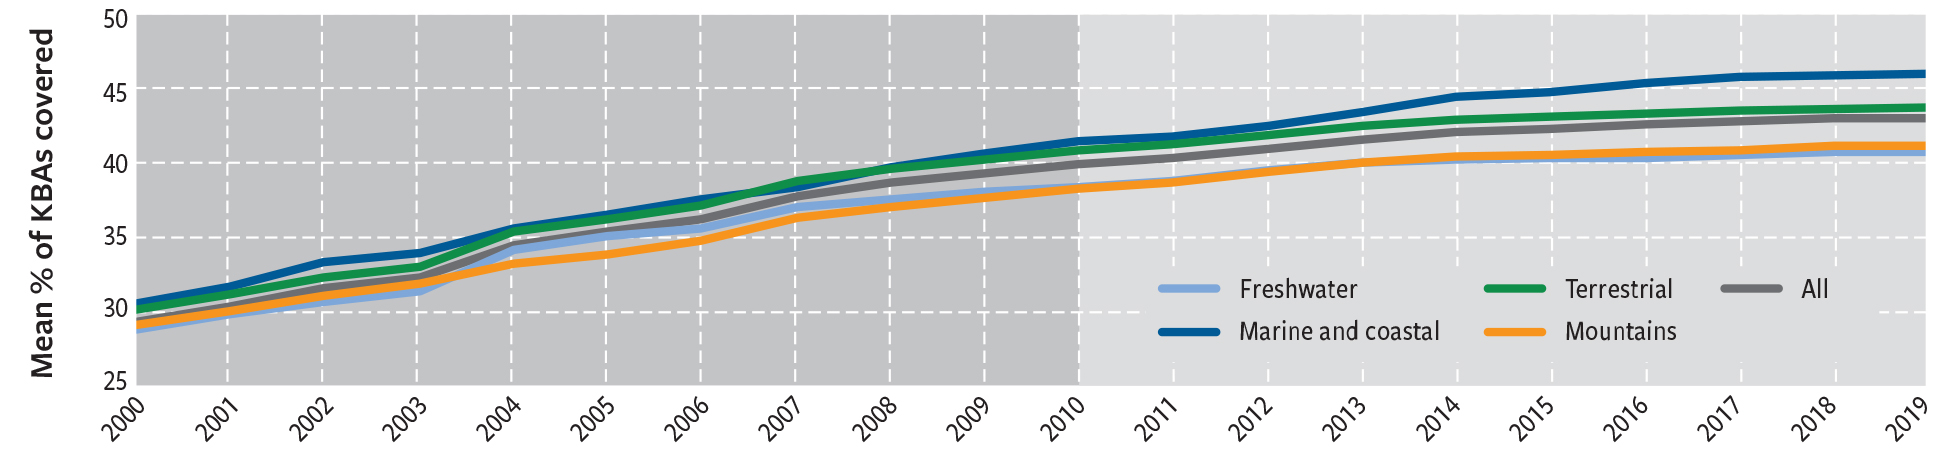 Mean % of KBAs covered
50
45
40
35
30
25
Freshwater Terrestrial All
Marine and coastal Mountains
2000 2001 2002 2003 2004 2005 2006 2007 2008 2009 2010 2011 2012 2013 2014 2015 2016 2017 2018 2019